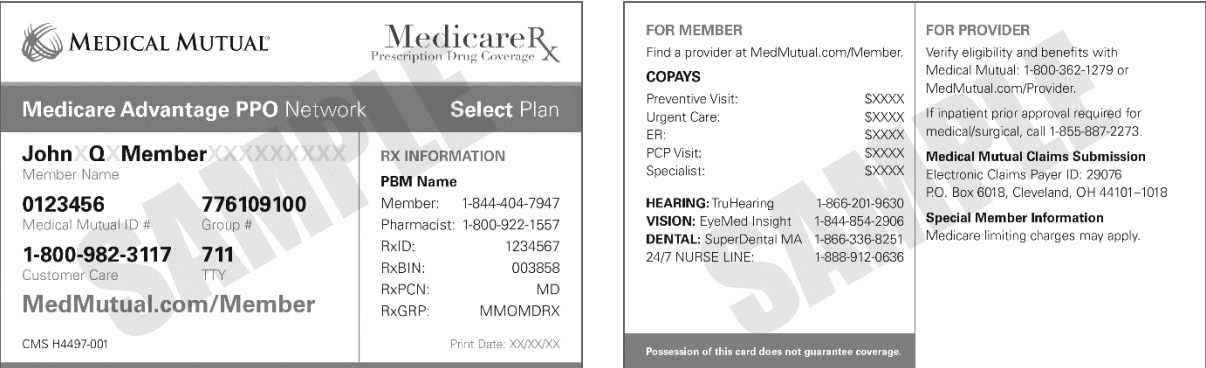 MEDICAL MUTUAL®
MedicareRx
Prescription Drug Coverage
Medicare Advantage PPO Network
Select Plan
JohnXQXMemberXXXXXXXXX
Member Name
0123456
776109100
Medical Mutual ID #
Group #
1-800-982-3117
711
Customer Care
TTY
MedMutual.com/Member
CMS H4497-001
RX INFORMATION
PBM Name
Member: 1-844-404-7947
Pharmacist: 1-800-922-1557
RxID: 1234567
RxBIN: 003858
RxPCN: MD
RxGRP: MMOMDRX
Print Date: XX/XX/XX
SAMPLE
FOR MEMBER
Find a provider at MedMutual.com/Member.
COPAYS
Preventive Visit: $XXXX
Urgent Care: $XXXX
ER: $XXXX
PCP Visit: $XXXX
Specialist: $XXXX
HEARING: TruHearing 1-866-201-9630
VISION: EyeMed Insight 1-844-854-2906
DENTAL: SuperDental MA 1-866-336-8251
24/7 NURSE LINE: 1-888-912-0636
Possession of this card does not guarantee coverage.
FOR PROVIDER
Verify eligibility and benefits with
Medical Mutual: 1-800-362-1279 or
MedMutual.com/Provider.
If inpatient prior approval required for
medical/surgical, call 1-855-887-2273.
Medical Mutual Claims Submission
Electronic Claims Payer ID: 29076
P.O. Box 6018, Cleveland, OH 44101–1018
Special Member Information
Medicare limiting charges may apply.
SAMPLE